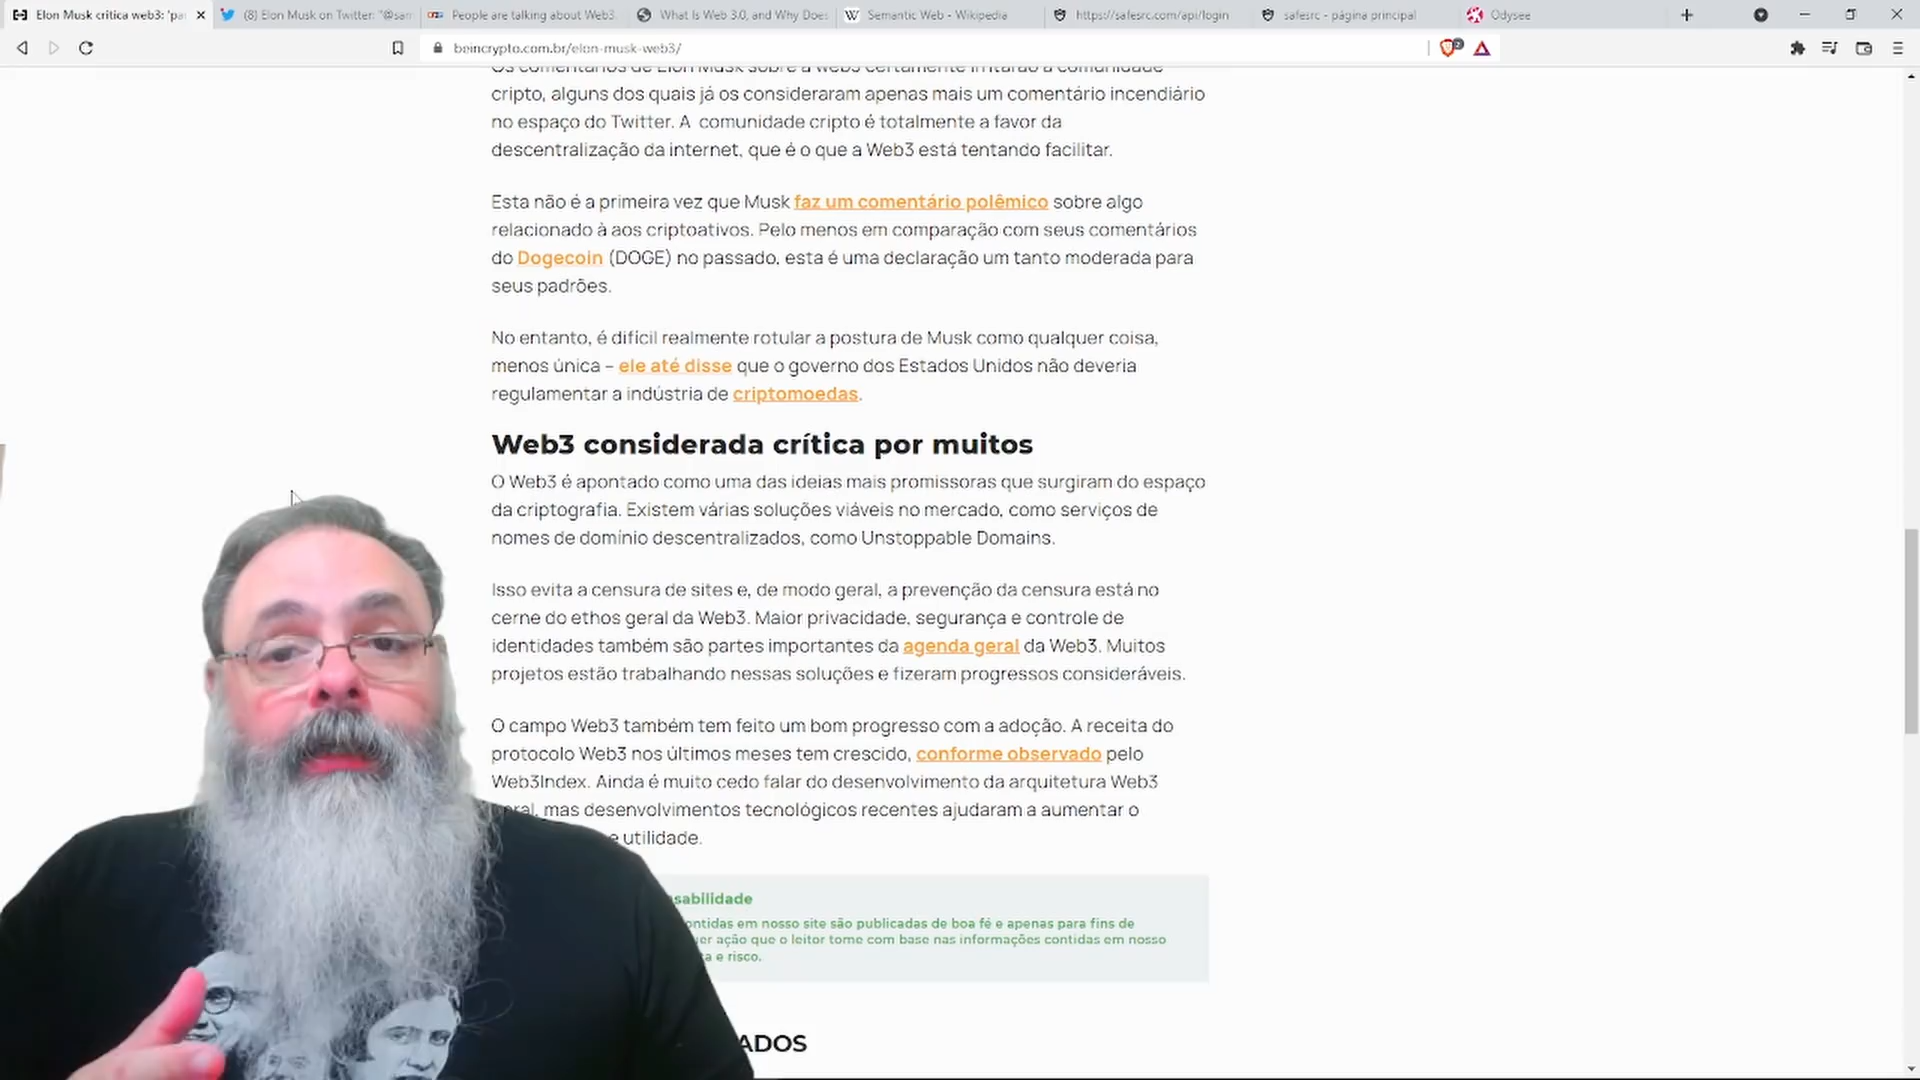 Elon Musk critica web3: 'pa
(8) Elon Musk on Twitter: "@san
People are talking about Web3.
What Is Web 3.0, and Why Does
Semantic Web - Wikipedia
https://safesrc.com/api/login
safesrc - página principal
Odysee
beincrypto.com.br/elon-musk-web3/
Os comentários de Elon Musk sobre a web3 certamente irritarão a comunidade
cripto, alguns dos quais já os consideraram apenas mais um comentário incendiário
no espaço do Twitter. A comunidade cripto é totalmente a favor da
descentralização da internet, que é o que a Web3 está tentando facilitar.
Esta não é a primeira vez que Musk faz um comentário polêmico sobre algo
relacionado à aos criptoativos. Pelo menos em comparação com seus comentários
do Dogecoin (DOGE) no passado, esta é uma declaração um tanto moderada para
seus padrões.
No entanto, é difícil realmente rotular a postura de Musk como qualquer coisa,
menos única – ele até disse que o governo dos Estados Unidos não deveria
regulamentar a indústria de criptomoedas.
Web3 considerada crítica por muitos
O Web3 é apontado como uma das ideias mais promissoras que surgiram do espaço
da criptografia. Existem várias soluções viáveis no mercado, como serviços de
nomes de domínio descentralizados, como Unstoppable Domains.
Isso evita a censura de sites e, de modo geral, a prevenção da censura está no
cerne do ethos geral da Web3. Maior privacidade, segurança e controle de
identidades também são partes importantes da agenda geral da Web3. Muitos
projetos estão trabalhando nessas soluções e fizeram progressos consideráveis.
O campo Web3 também tem feito um bom progresso com a adoção. A receita do
protocolo Web3 nos últimos meses tem crescido, conforme observado pelo
Web3Index. Ainda é muito cedo falar do desenvolvimento da arquitetura Web3
geral, mas desenvolvimentos tecnológicos recentes ajudaram a aumentar o
e utilidade.
sabilidade
ontidas em nosso site são publicadas de boa fé e apenas para fins de
er ação que o leitor tome com base nas informações contidas em nosso
ta e risco.
ADOS